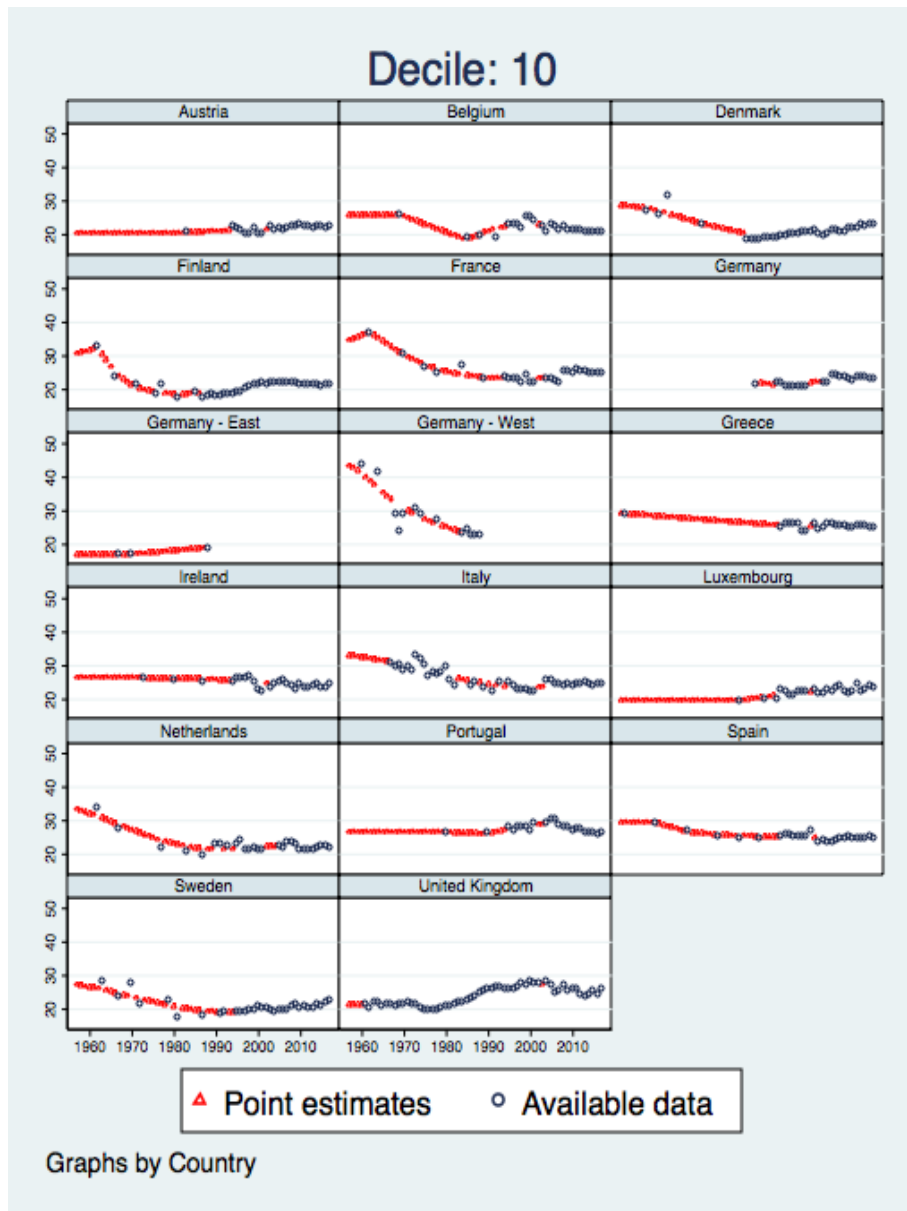 Decile: 10
Austria Belgium Denmark
50
40
30
20
Finland France Germany
50
40
30
20
Germany - East Germany - West Greece
50
40
30
20
Ireland Italy Luxembourg
50
40
30
20
Netherlands Portugal Spain
50
40
30
20
Sweden United Kingdom
50
40
30
20
1960 1970 1980 1990 2000 2010 1960 1970 1980 1990 2000 2010
Point estimates Available data
Graphs by Country